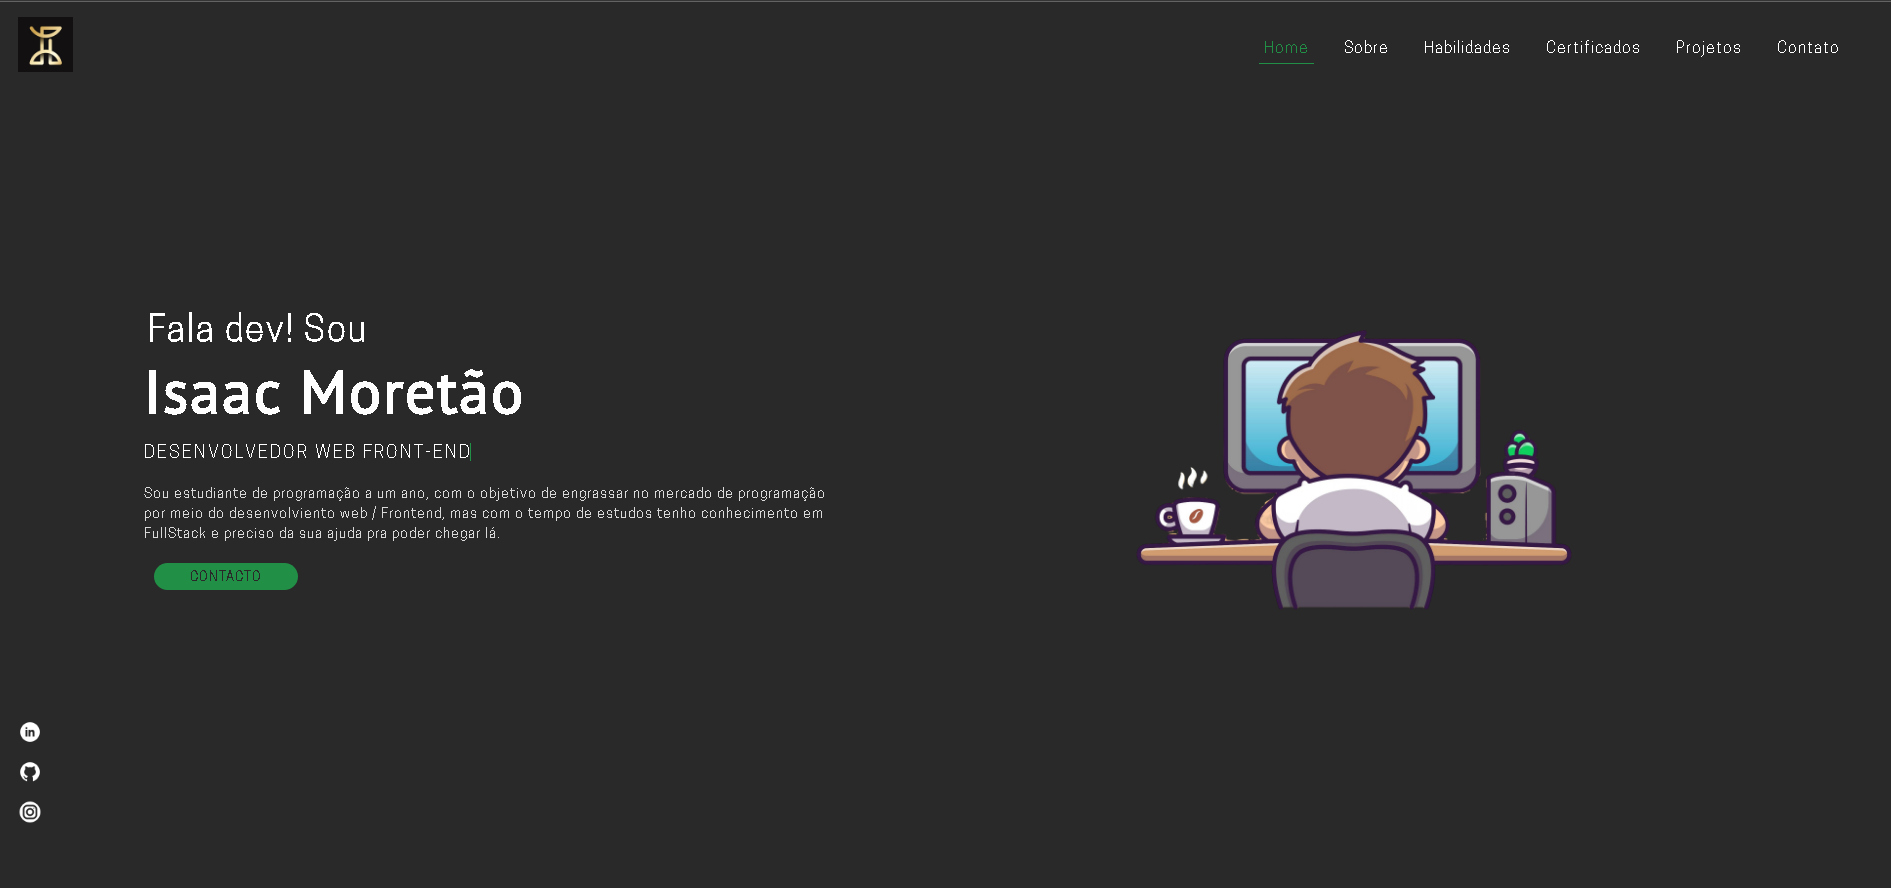 Home Sobre Habilidades Certificados Projetos Contato
Fala dev! Sou
Isaac Moretão
DESENVOLVEDOR WEB FRONT-END
Sou estudiante de programação a um ano, com o objetivo de engrassar no mercado de programação
por meio do desenvolviento web / Frontend, mas com o tempo de estudos tenho conhecimento em
FullStack e preciso da sua ajuda pra poder chegar lá.
CONTACTO
in